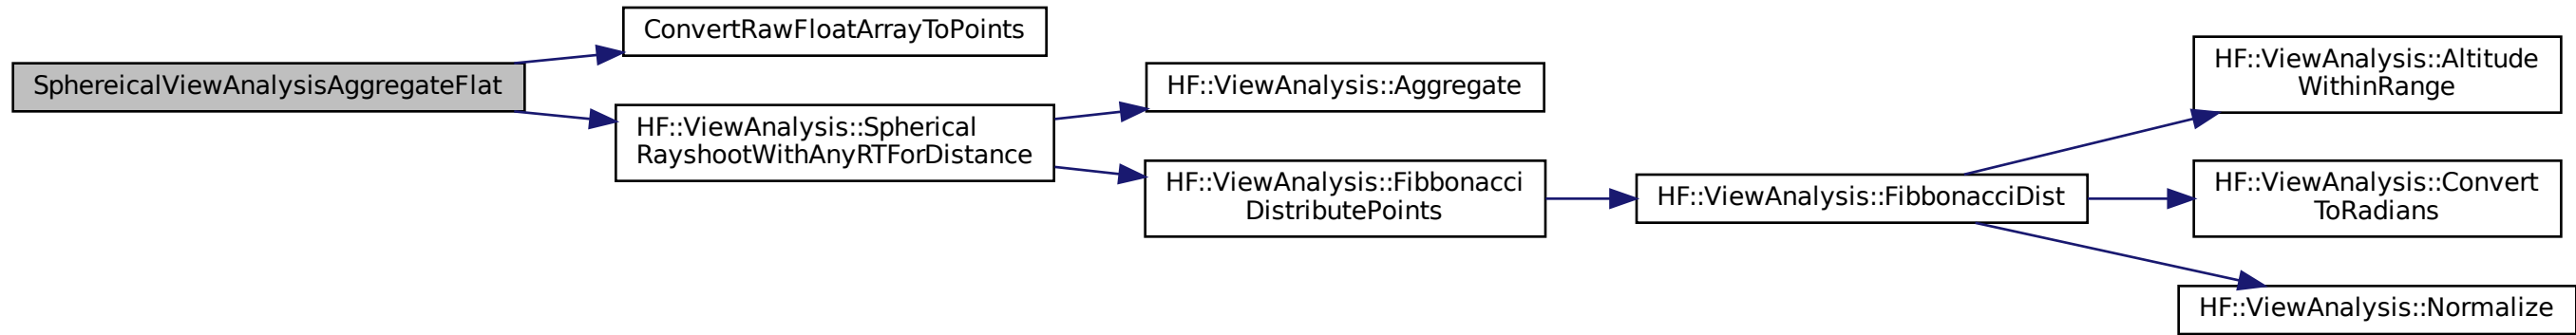 SphereicalViewAnalysisAggregateFlat
ConvertRawFloatArrayToPoints
HF::ViewAnalysis::Spherical
RayshootWithAnyRTForDistance
HF::ViewAnalysis::Aggregate
HF::ViewAnalysis::Fibbonacci
DistributePoints
HF::ViewAnalysis::FibbonacciDist
HF::ViewAnalysis::Altitude
WithinRange
HF::ViewAnalysis::Convert
ToRadians
HF::ViewAnalysis::Normalize